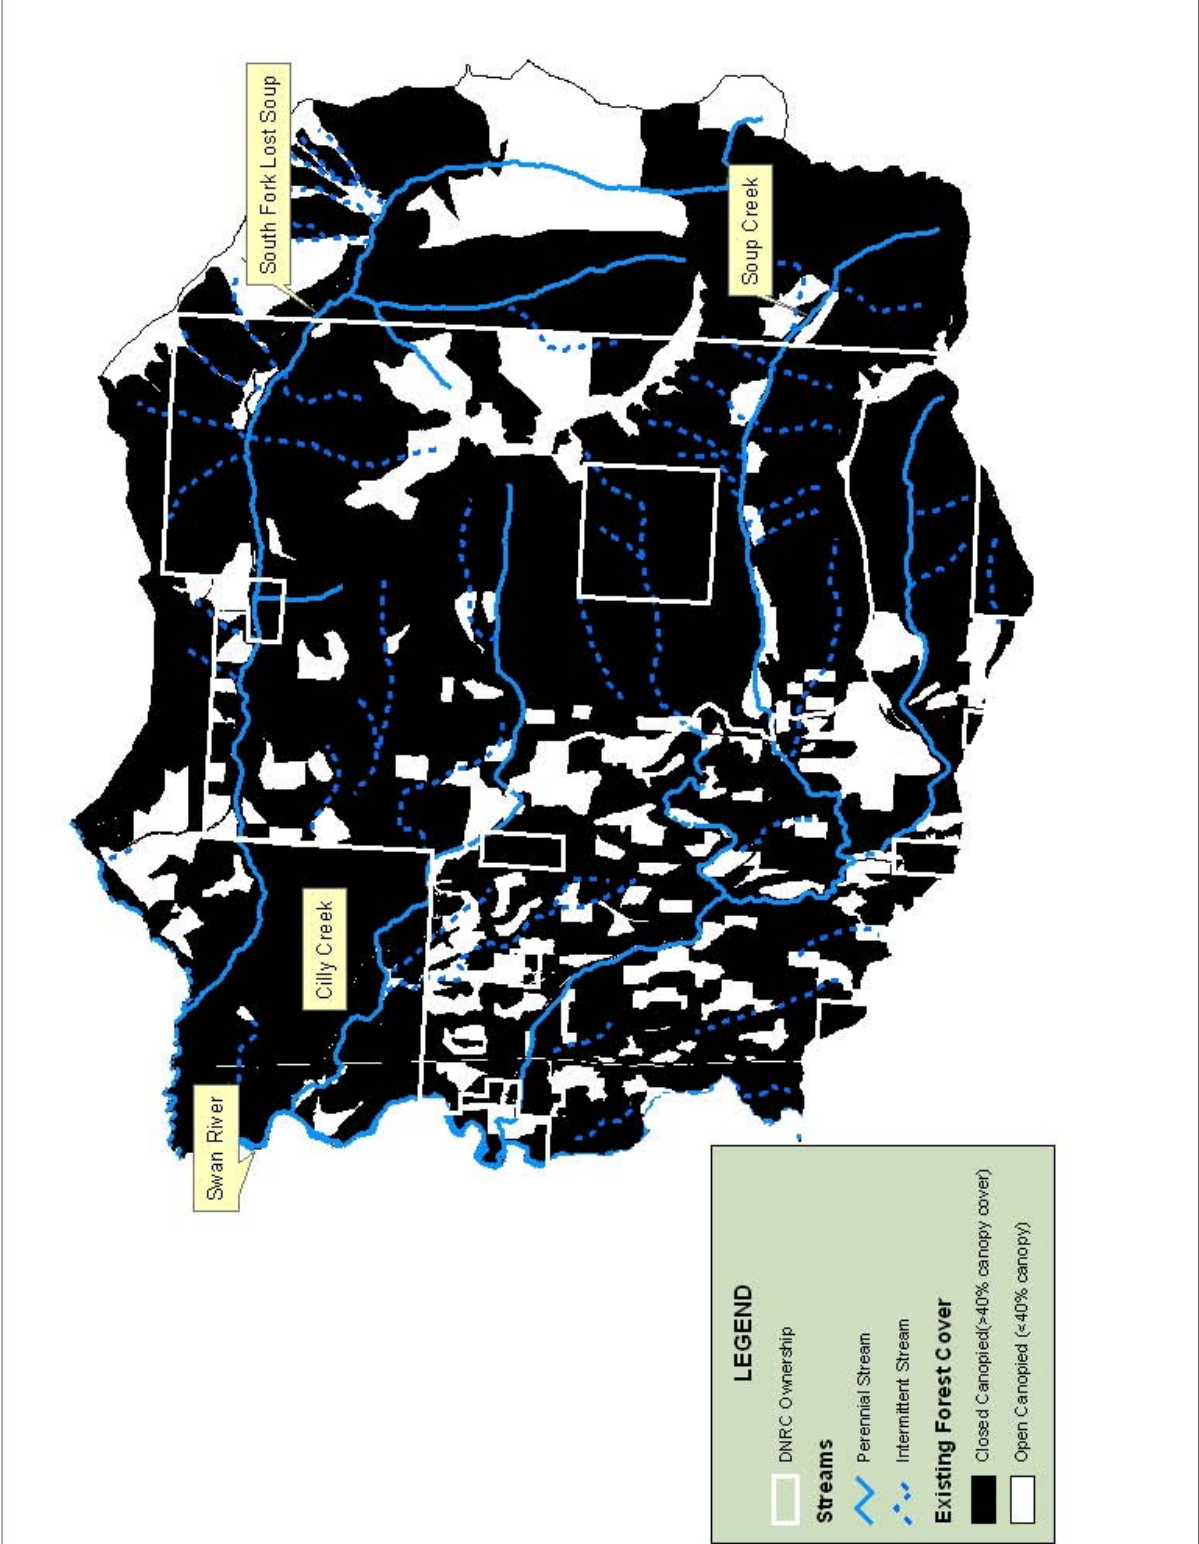 South Fork Lost Soup
Soup Creek
Cilly Creek
Swan River
LEGEND
DNRC Ownership
Streams
Perennial Stream
Intermittent Stream
Existing Forest Cover
Closed Canopied(>40% canopy cover)
Open Canopied (<40% canopy)